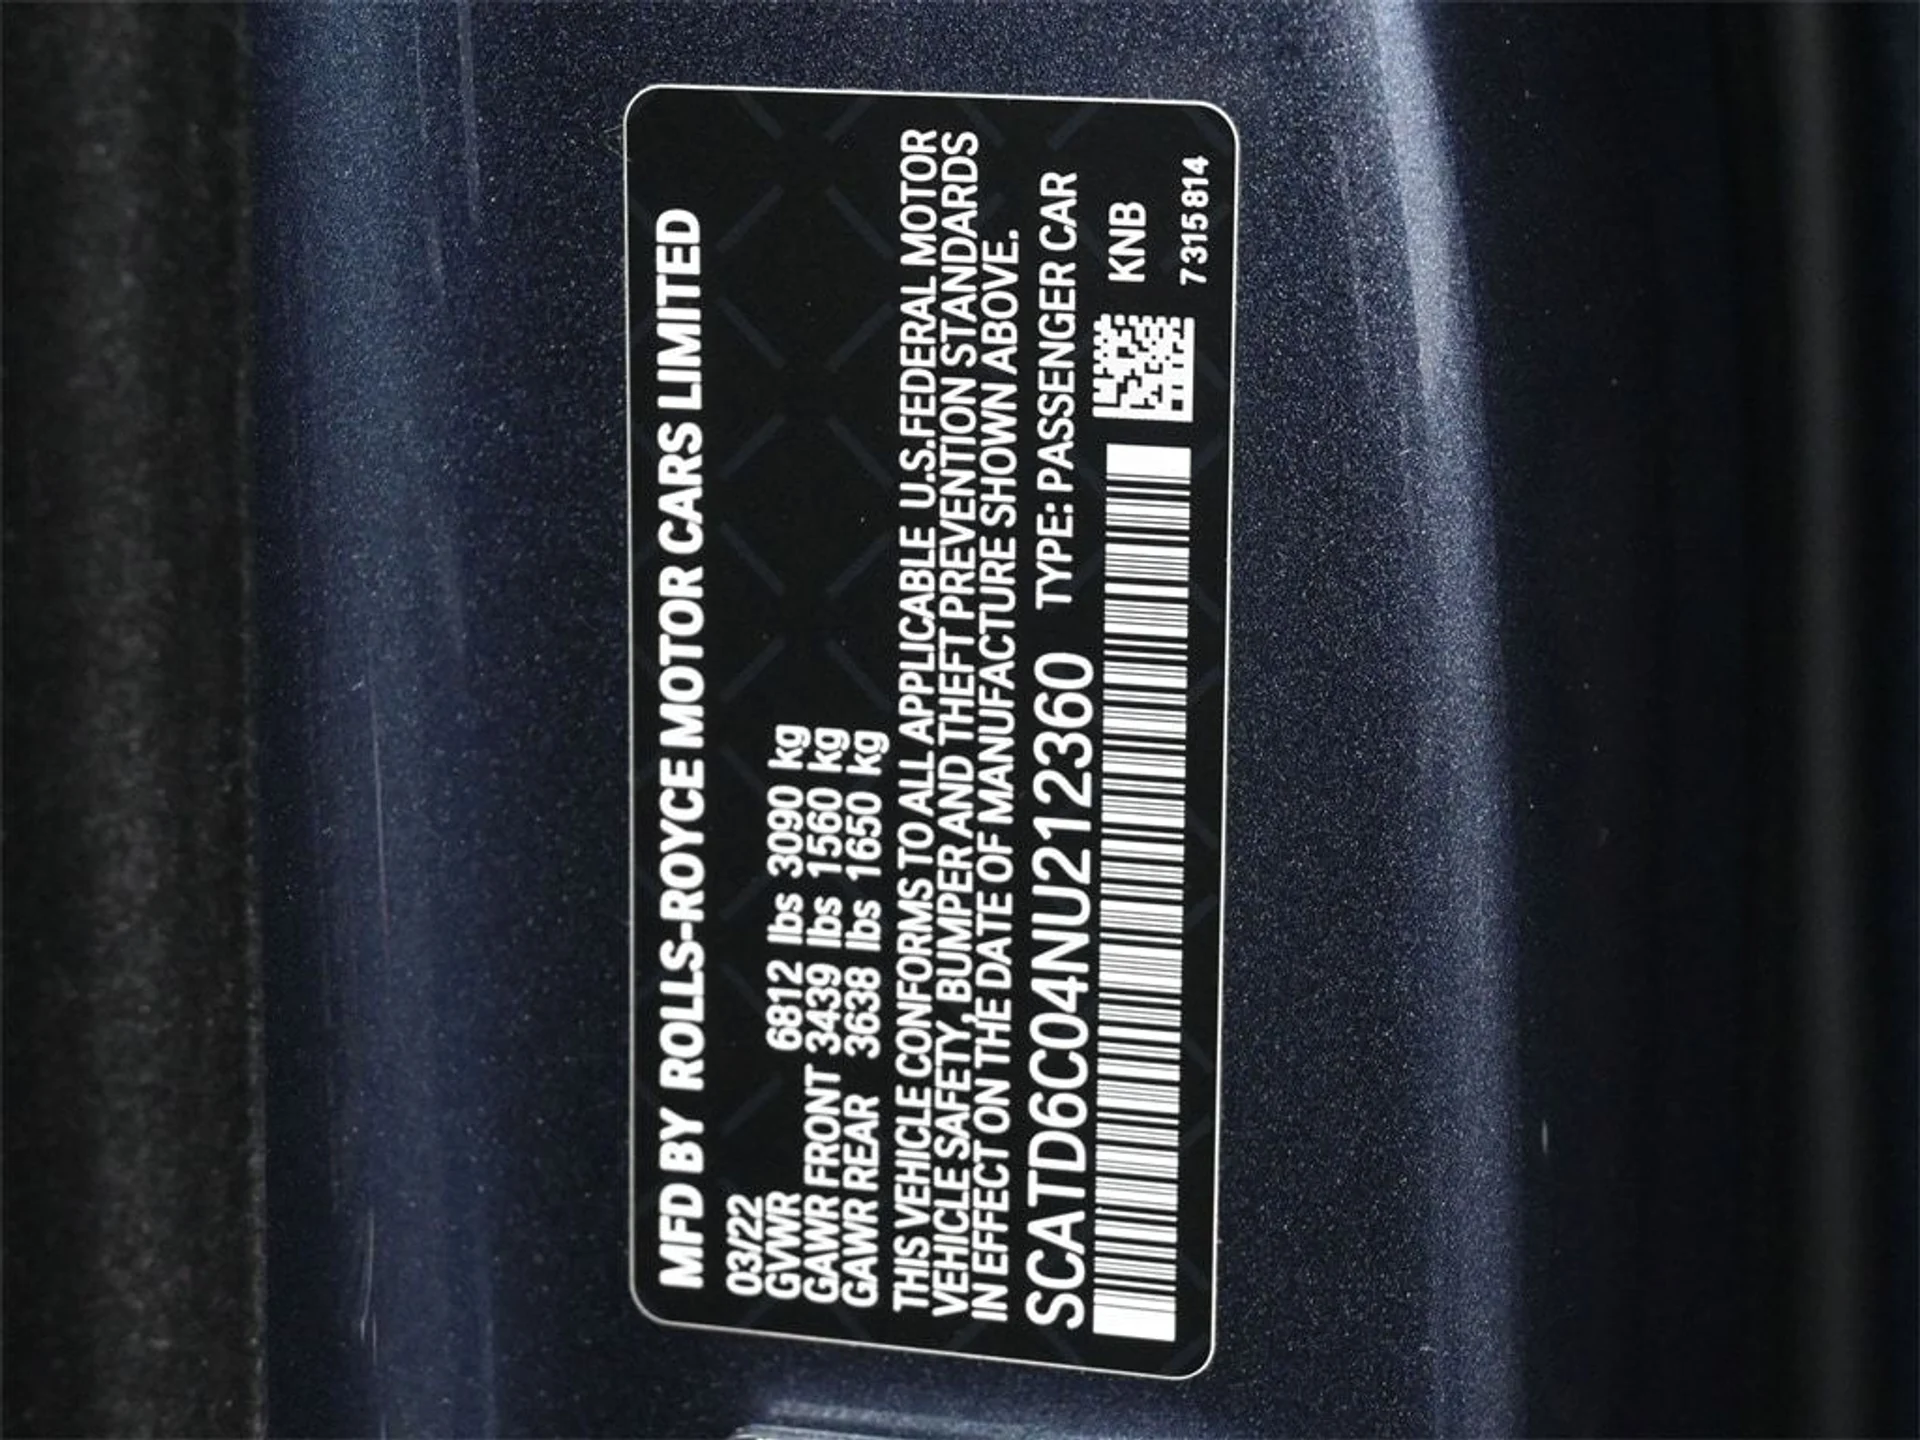 MFD BY ROLLS-ROYCE MOTOR CARS LIMITED
03/22
GVWR 6812 lbs 3090 kg
GAWR FRONT 3439 lbs 1560 kg
GAWR REAR 3638 lbs 1650 kg
THIS VEHICLE CONFORMS TO ALL APPLICABLE U.S.FEDERAL MOTOR
VEHICLE SAFETY, BUMPER AND THEFT PREVENTION STANDARDS
IN EFFECT ON THE DATE OF MANUFACTURE SHOWN ABOVE.
SCATD6C04NU212360 TYPE: PASSENGER CAR
KNB
7315814